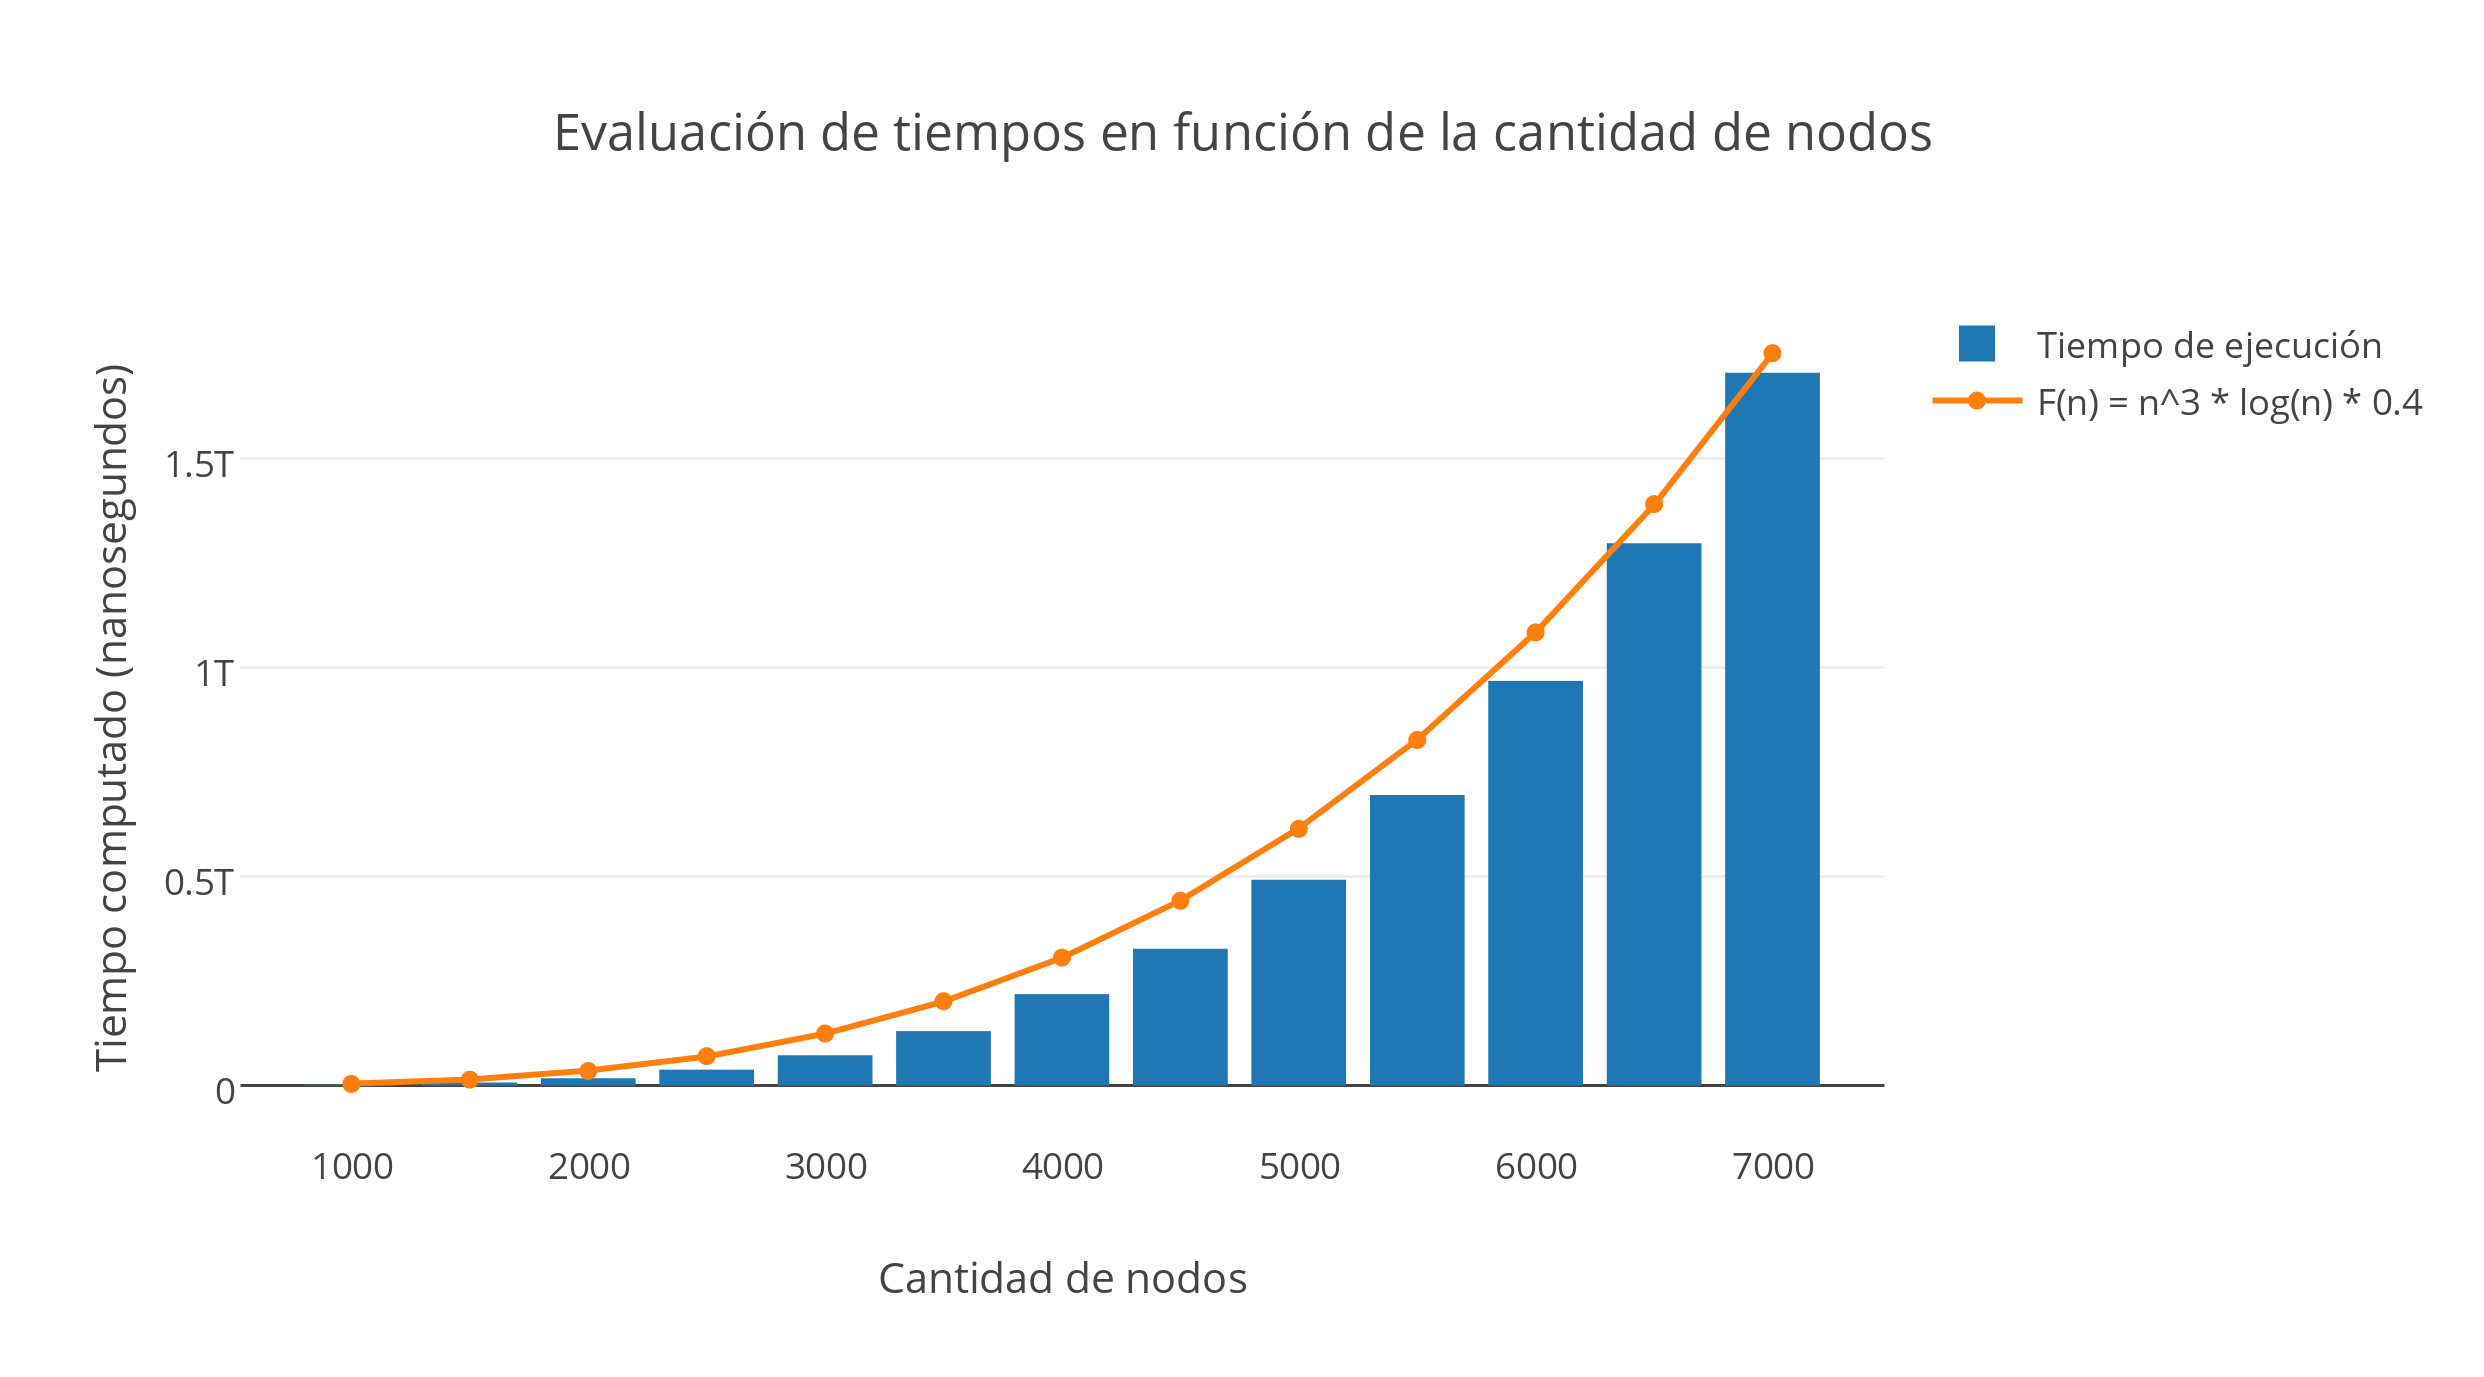 Evaluación de tiempos en función de la cantidad de nodos
Tiempo de ejecución
F(n) = n^3 * log(n) * 0.4
Tiempo computado (nanosegundos)
1.5T
1T
0.5T
0
1000 2000 3000 4000 5000 6000 7000
Cantidad de nodos